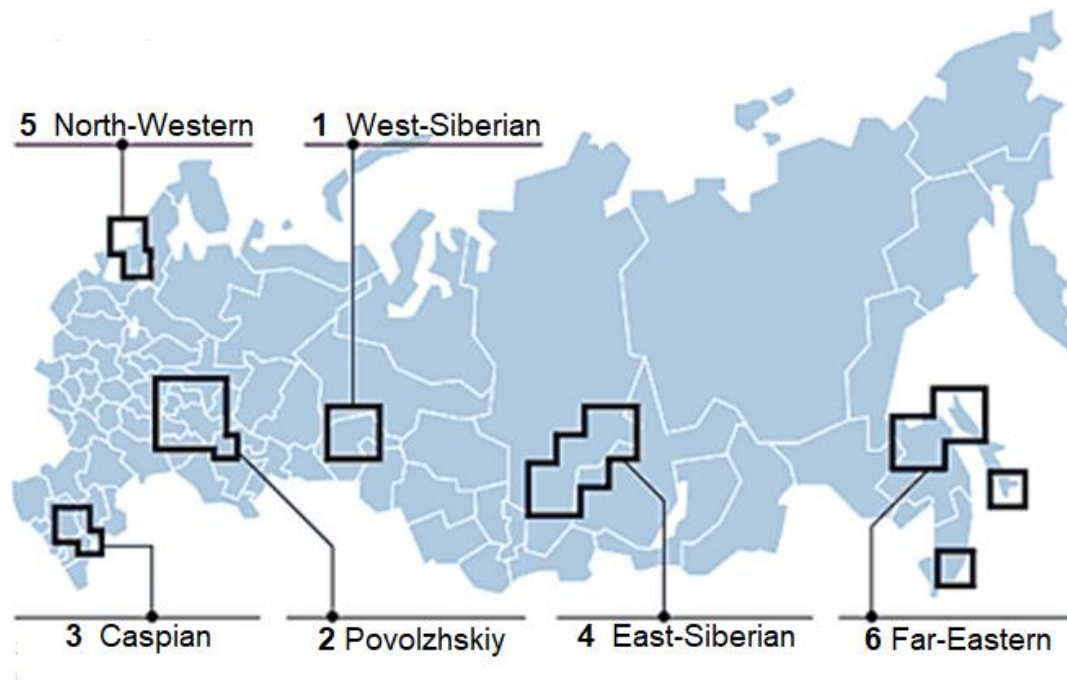 5 North-Western
1 West-Siberian
3 Caspian
2 Povolzhskiy
4 East-Siberian
6 Far-Eastern